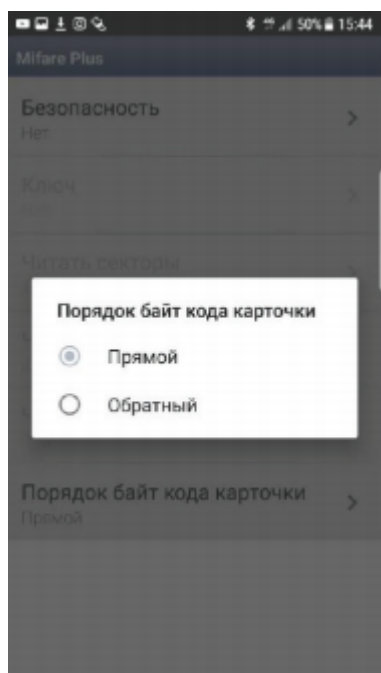 50% 15:44
Mifare Plus
Безопасность
Нет
Ключ
Читать секторы
Порядок байт кода карточки
Прямой
Обратный
Порядок байт кода карточки
Прямой